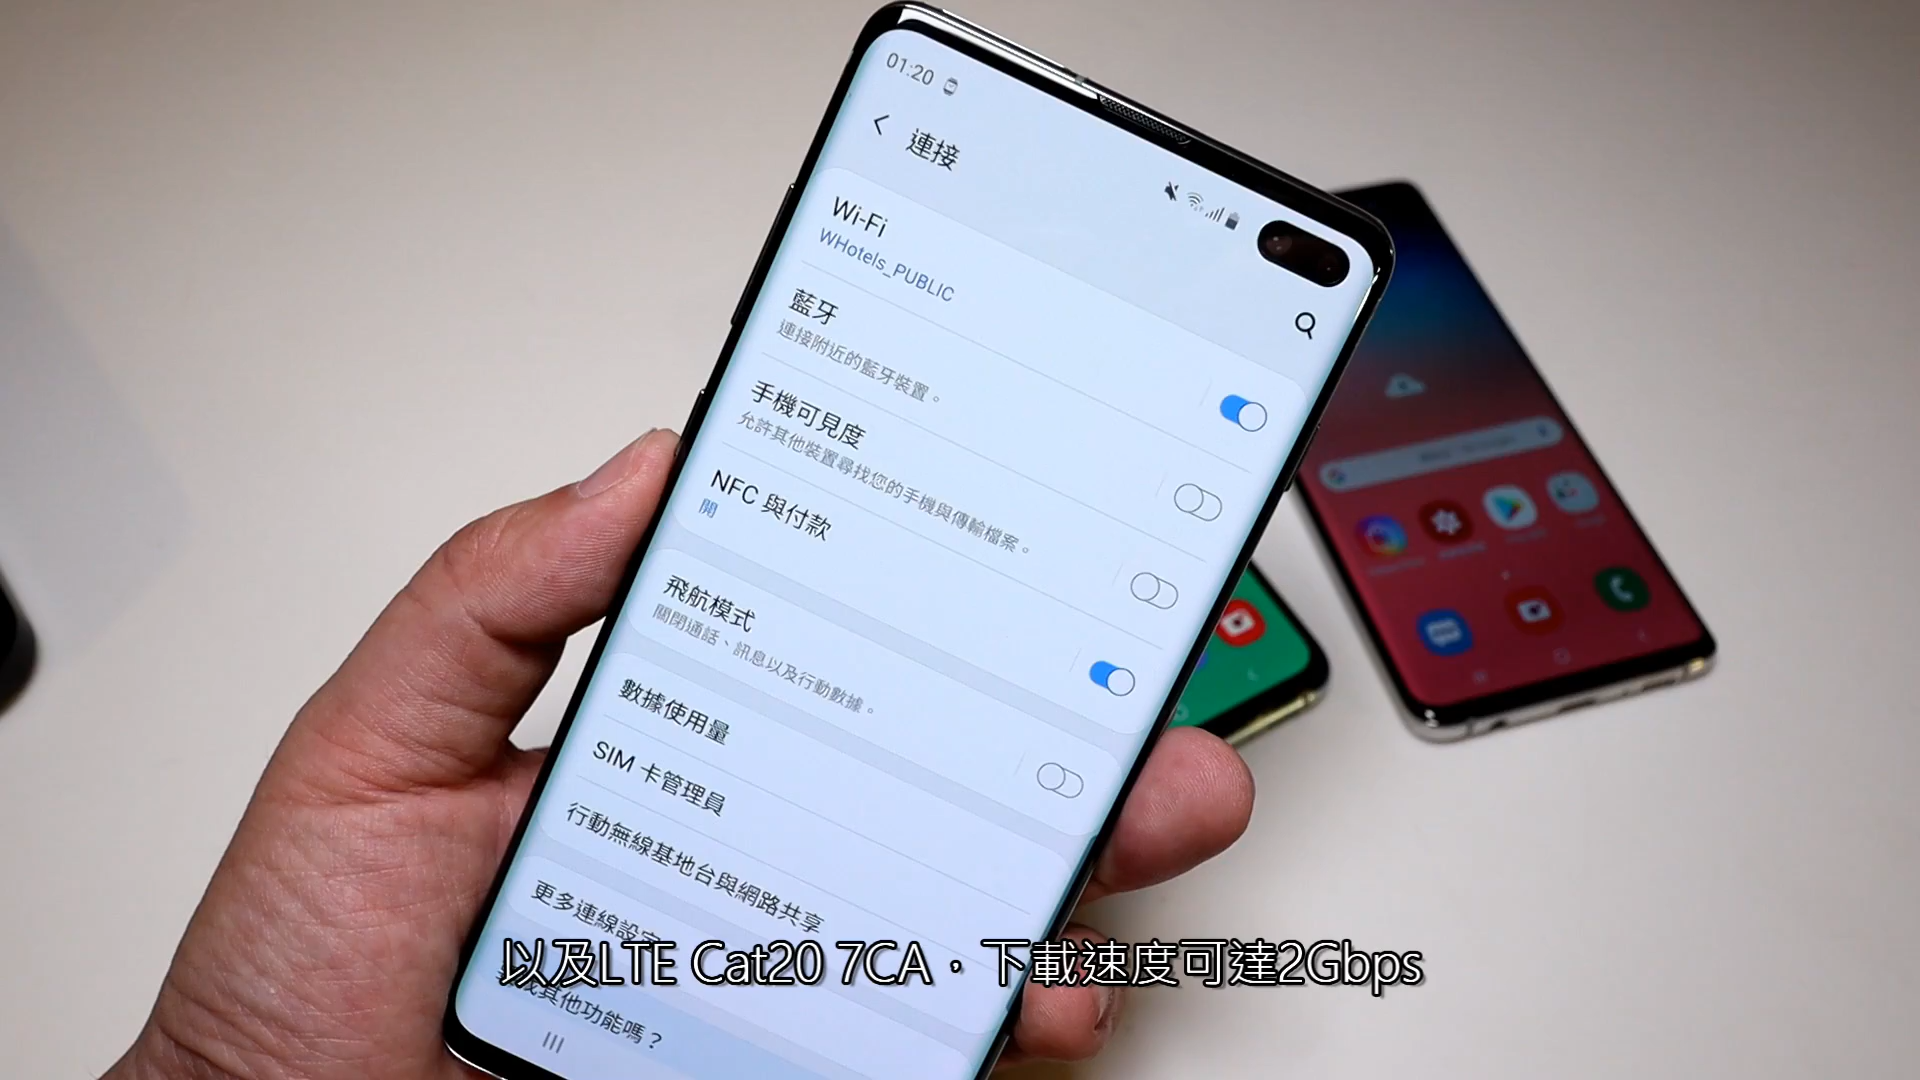 01:20
連接
Wi-Fi
WHotels_PUBLIC
藍牙
連接附近的藍牙裝置。
手機可見度
允許其他裝置尋找您的手機與傳輸檔案。
NFC 與付款
開
飛航模式
關閉通話、訊息以及行動數據。
數據使用量
SIM 卡管理員
行動無線基地台與網路共享
更多連線設定
以及LTE Cat20 7CA，下載速度可達2Gbps
其他功能嗎？